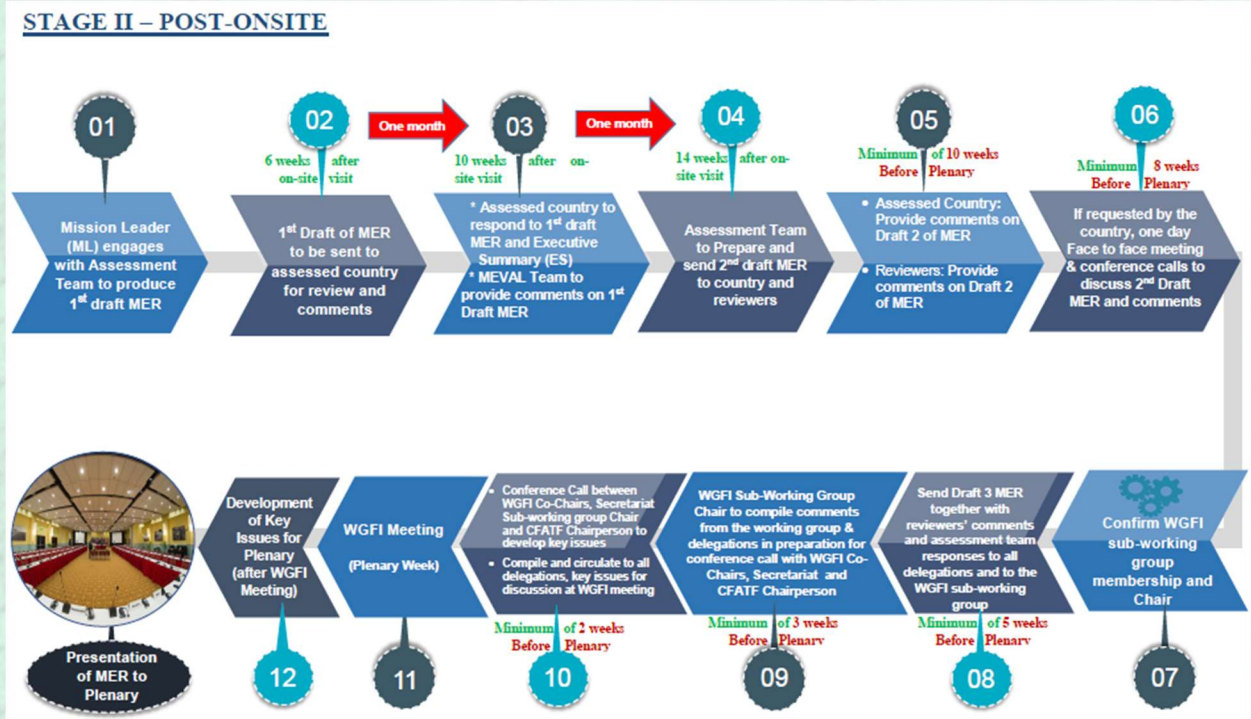 STAGE II – POST-ONSITE
01
Mission Leader
(ML) engages
with Assessment
Team to produce
1st draft MER
02
6 weeks after
on-site visit
1st Draft of MER
to be sent to
assessed country
for review and
comments
One month
03
10 weeks after on-
site visit
* Assessed country to
respond to 1st draft
MER and Executive
Summary (ES)
* MEVAL Team to
provide comments on 1st
Draft MER
One month
04
14 weeks after on-
site visit
Assessment Team
to Prepare and
send 2nd draft MER
to country and
reviewers
05
Minimum of 10 weeks
Before Plenary
• Assessed Country:
Provide comments on
Draft 2 of MER
• Reviewers: Provide
comments on Draft 2
of MER
06
Minimum 8 weeks
Before Plenary
If requested by the
country, one day
Face to face meeting
& conference calls to
discuss 2nd Draft
MER and comments
Confirm WGFI
sub-working
group
membership and
Chair
07
Send Draft 3 MER
together with
reviewers' comments
and assessment team
responses to all
delegations and to the
WGFI sub-working
group
Minimum of 5 weeks
Before Plenary
08
WGFI Sub-Working Group
Chair to compile comments
from the working group &
delegations in preparation for
conference call with WGFI Co-
Chairs, Secretariat and
CFATF Chairperson
Minimum of 3 weeks
Before Plenary
09
• Conference Call between
WGFI Co-Chairs, Secretariat
Sub-working group Chair
and CFATF Chairperson to
develop key issues
• Compile and circulate to all
delegations, key issues for
discussion at WGFI meeting
Minimum of 2 weeks
Before Plenary
10
WGFI Meeting
(Plenary Week)
11
Development
of Key
Issues for
Plenary
(after WGFI
Meeting)
12
Presentation
of MER to
Plenary